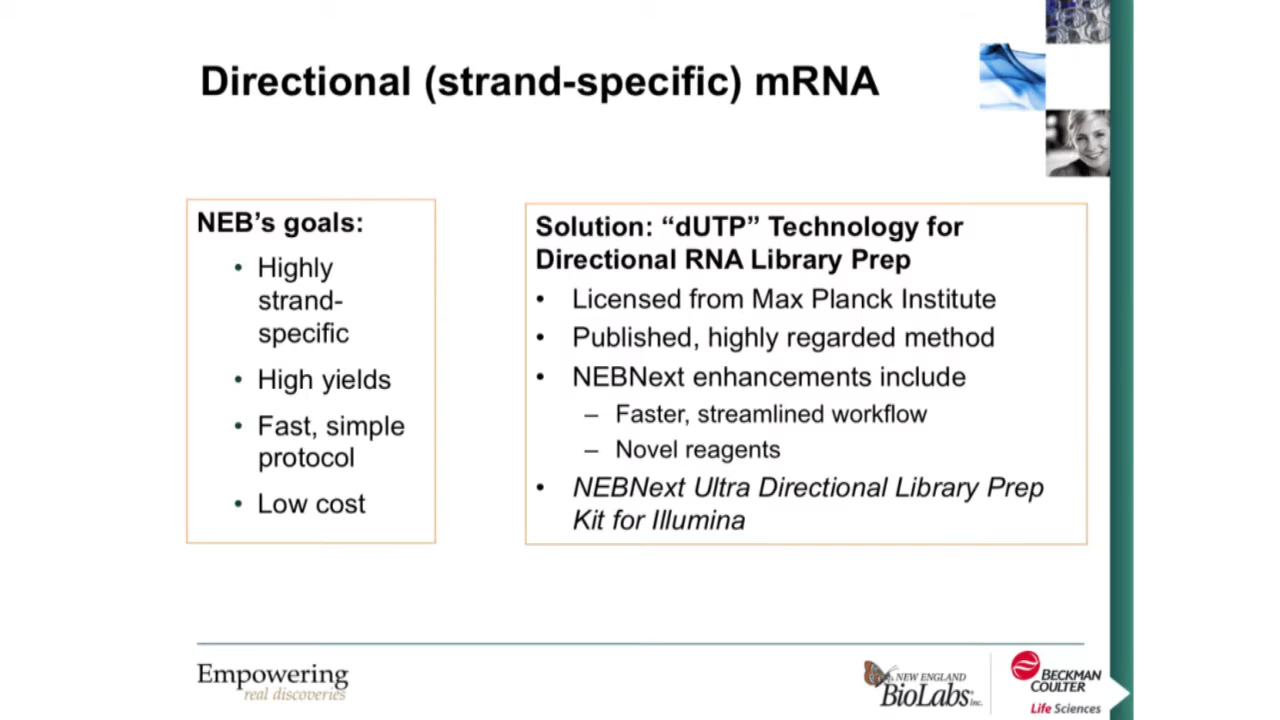 Directional (strand-specific) mRNA
NEB’s goals:
• Highly
strand-
specific
• High yields
• Fast, simple
protocol
• Low cost
Solution: “dUTP” Technology for
Directional RNA Library Prep
• Licensed from Max Planck Institute
• Published, highly regarded method
• NEBNext enhancements include
– Faster, streamlined workflow
– Novel reagents
• NEBNext Ultra Directional Library Prep
Kit for Illumina
Empowering
real discoveries
NEW ENGLAND
BioLabs Inc.
BECKMAN
COULTER
Life Sciences